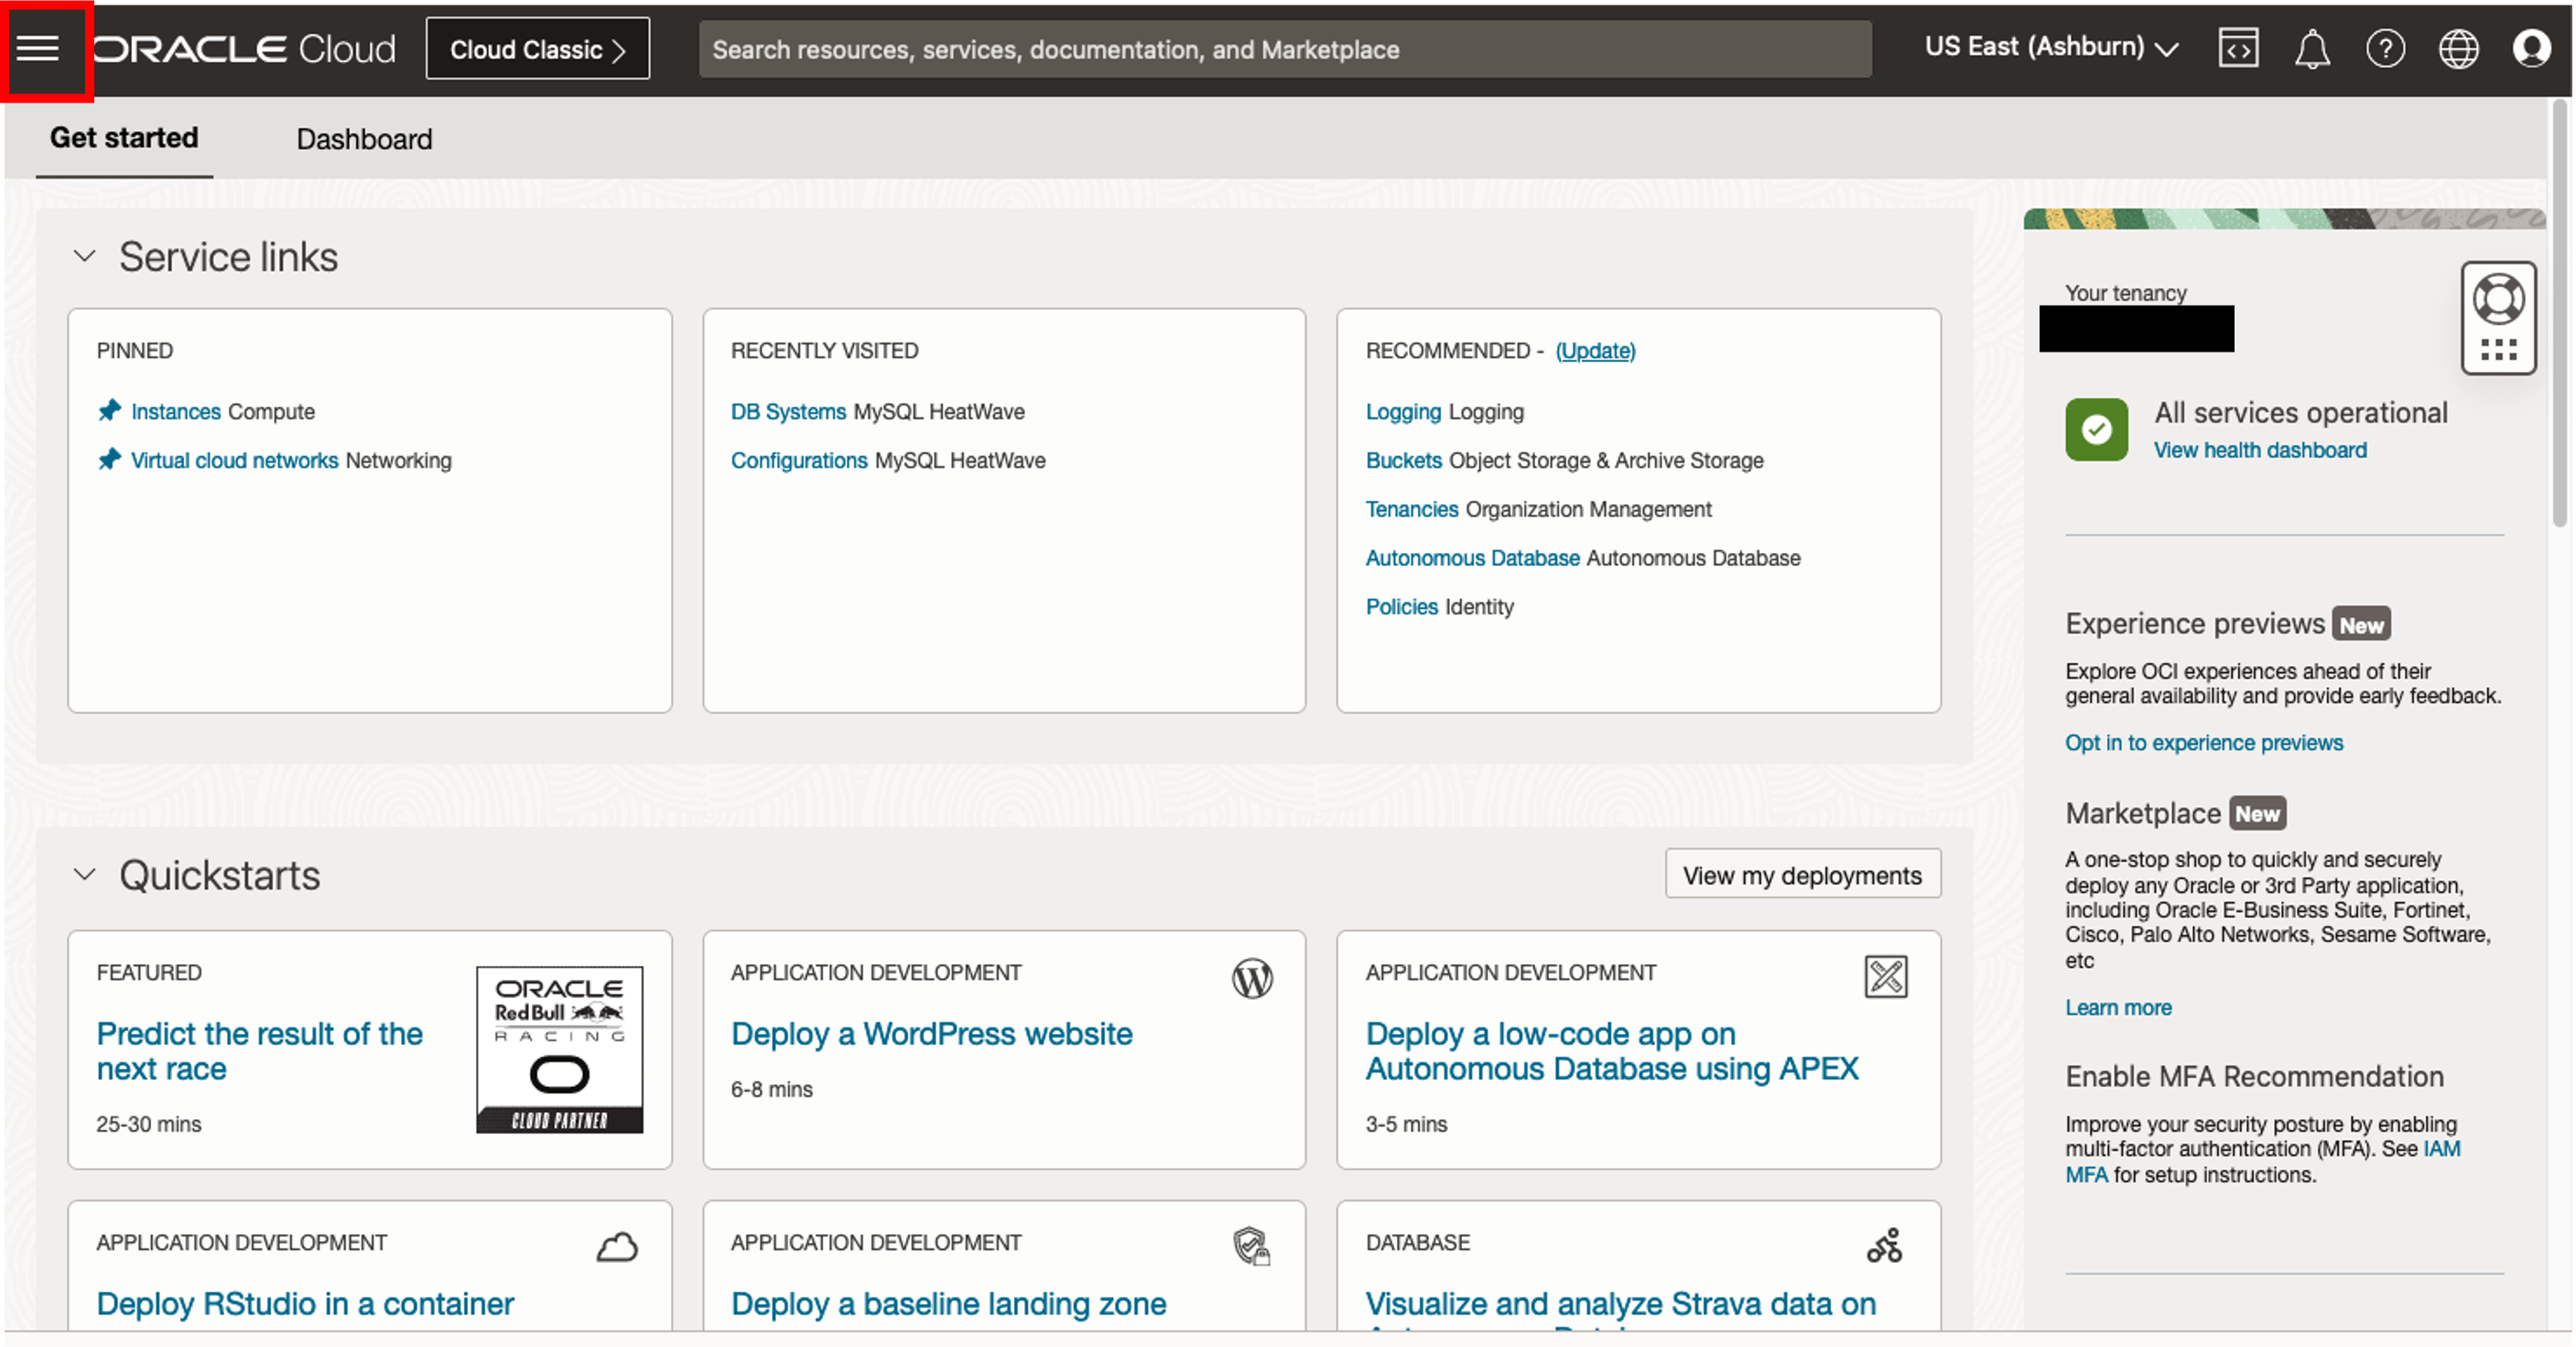 ORACLE Cloud
Cloud Classic
Search resources, services, documentation, and Marketplace
US East (Ashburn)
Get started
Dashboard
Service links
PINNED
Instances Compute
Virtual cloud networks Networking
RECENTLY VISITED
DB Systems MySQL HeatWave
Configurations MySQL HeatWave
RECOMMENDED - (Update)
Logging Logging
Buckets Object Storage & Archive Storage
Tenancies Organization Management
Autonomous Database Autonomous Database
Policies Identity
Quickstarts
View my deployments
FEATURED
Predict the result of the
next race
25-30 mins
ORACLE
Red Bull
RACING
CLOUD PARTNER
APPLICATION DEVELOPMENT
Deploy a WordPress website
6-8 mins
APPLICATION DEVELOPMENT
Deploy a low-code app on
Autonomous Database using APEX
3-5 mins
APPLICATION DEVELOPMENT
Deploy RStudio in a container
APPLICATION DEVELOPMENT
Deploy a baseline landing zone
DATABASE
Visualize and analyze Strava data on
Your tenancy
All services operational
View health dashboard
Experience previews New
Explore OCI experiences ahead of their
general availability and provide early feedback.
Opt in to experience previews
Marketplace New
A one-stop shop to quickly and securely
deploy any Oracle or 3rd Party application,
including Oracle E-Business Suite, Fortinet,
Cisco, Palo Alto Networks, Sesame Software,
etc
Learn more
Enable MFA Recommendation
Improve your security posture by enabling
multi-factor authentication (MFA). See IAM
MFA for setup instructions.